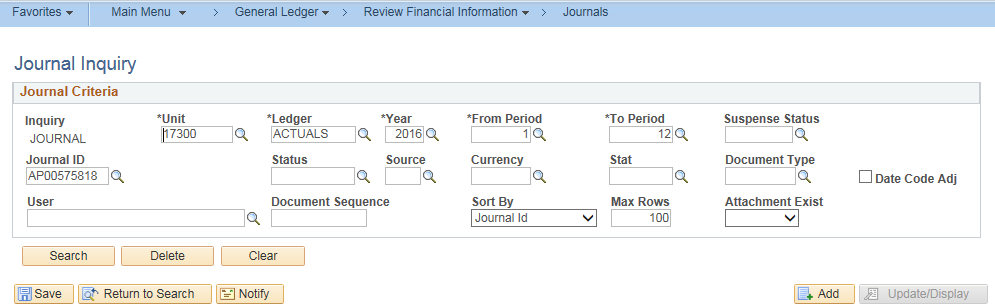 Favorites Main Menu > General Ledger > Review Financial Information > Journals
Journal Inquiry
Journal Criteria
Inquiry *Unit *Ledger *Year *From Period *To Period Suspense Status
JOURNAL 17300 ACTUALS 2016 1 12
Journal ID Status Source Currency Stat Document Type
AP00575818 Date Code Adj
User Document Sequence Sort By Max Rows Attachment Exist
Journal Id 100
Search Delete Clear
Save Return to Search Notify Add Update/Display